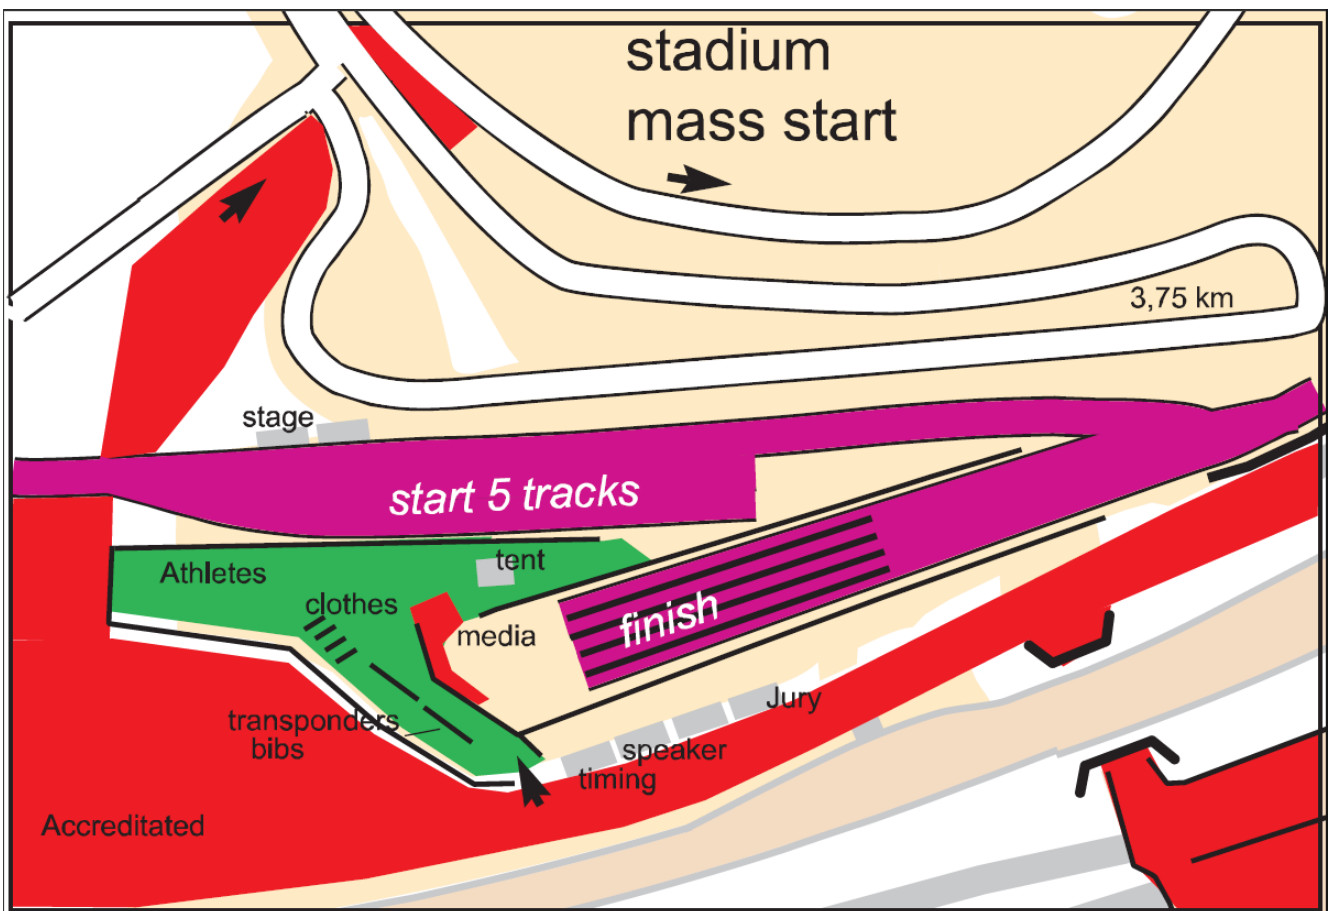 stadium
mass start
3,75 km
stage
start 5 tracks
tent
Athletes
clothes
finish
media
Jury
transponders
bibs
speaker
timing
Accreditated